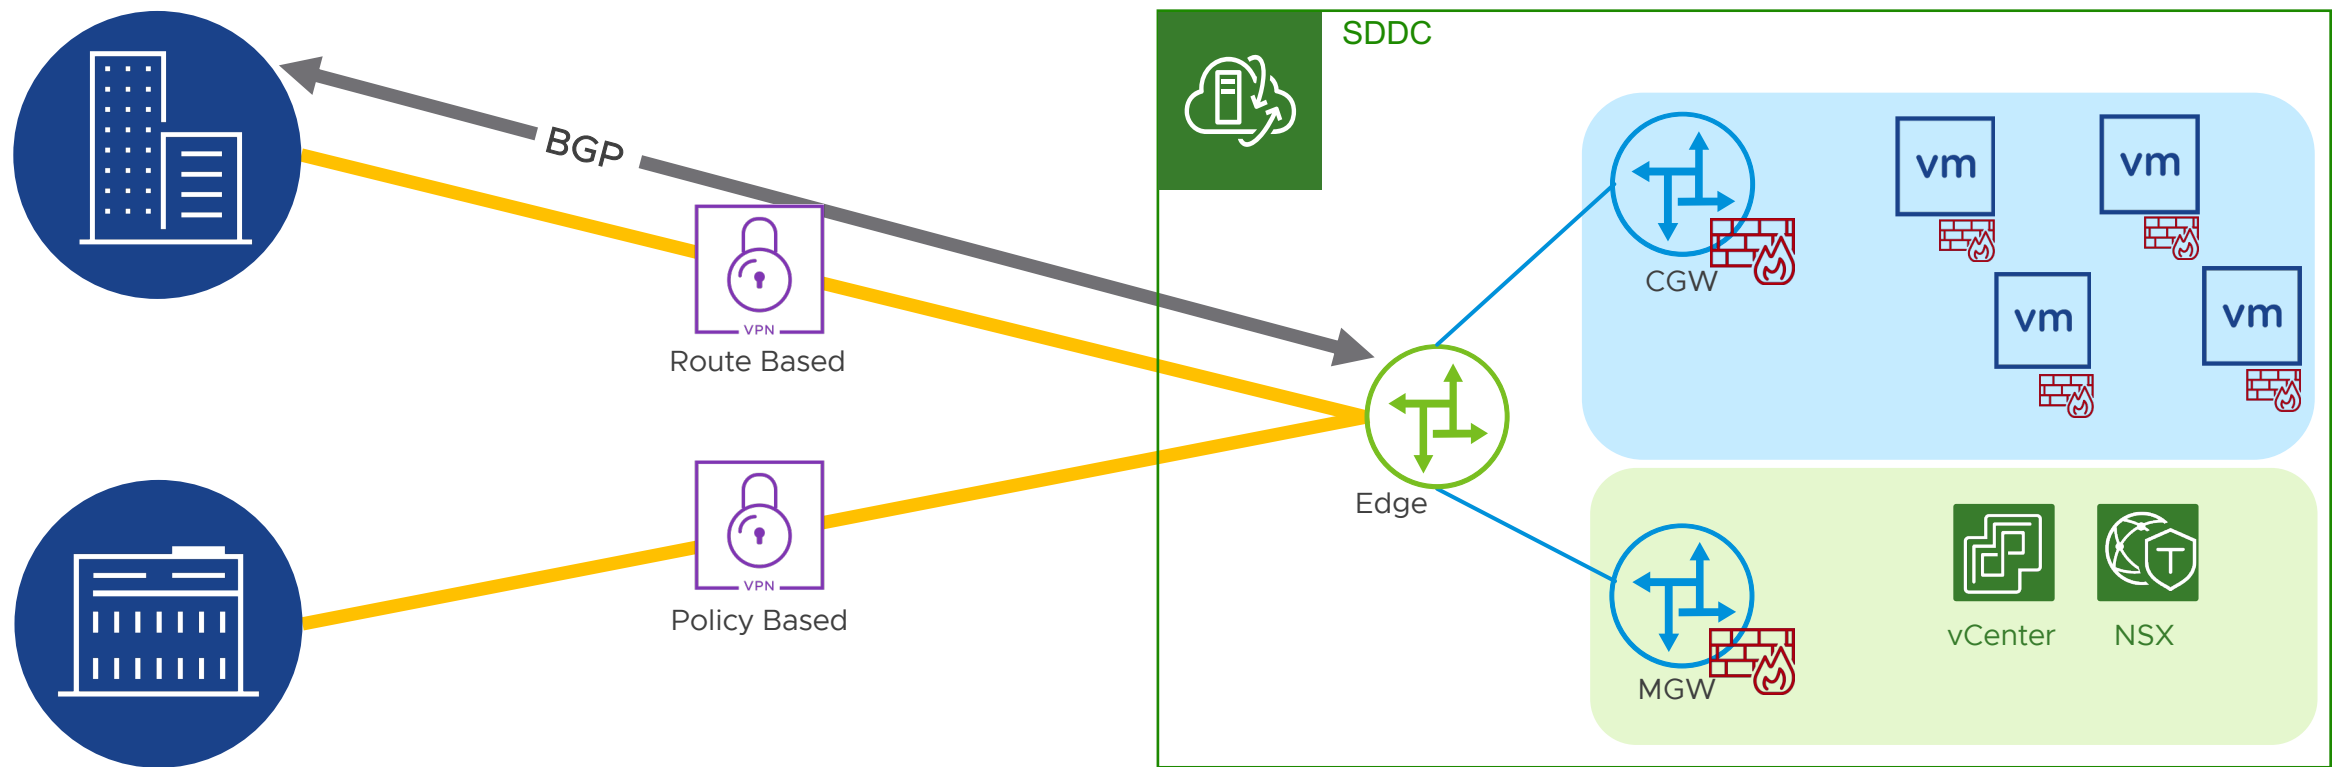 SDDC
BGP
VPN
Route Based
VPN
Policy Based
Edge
CGW
vm
vm
vm
vm
MGW
vCenter
T
NSX